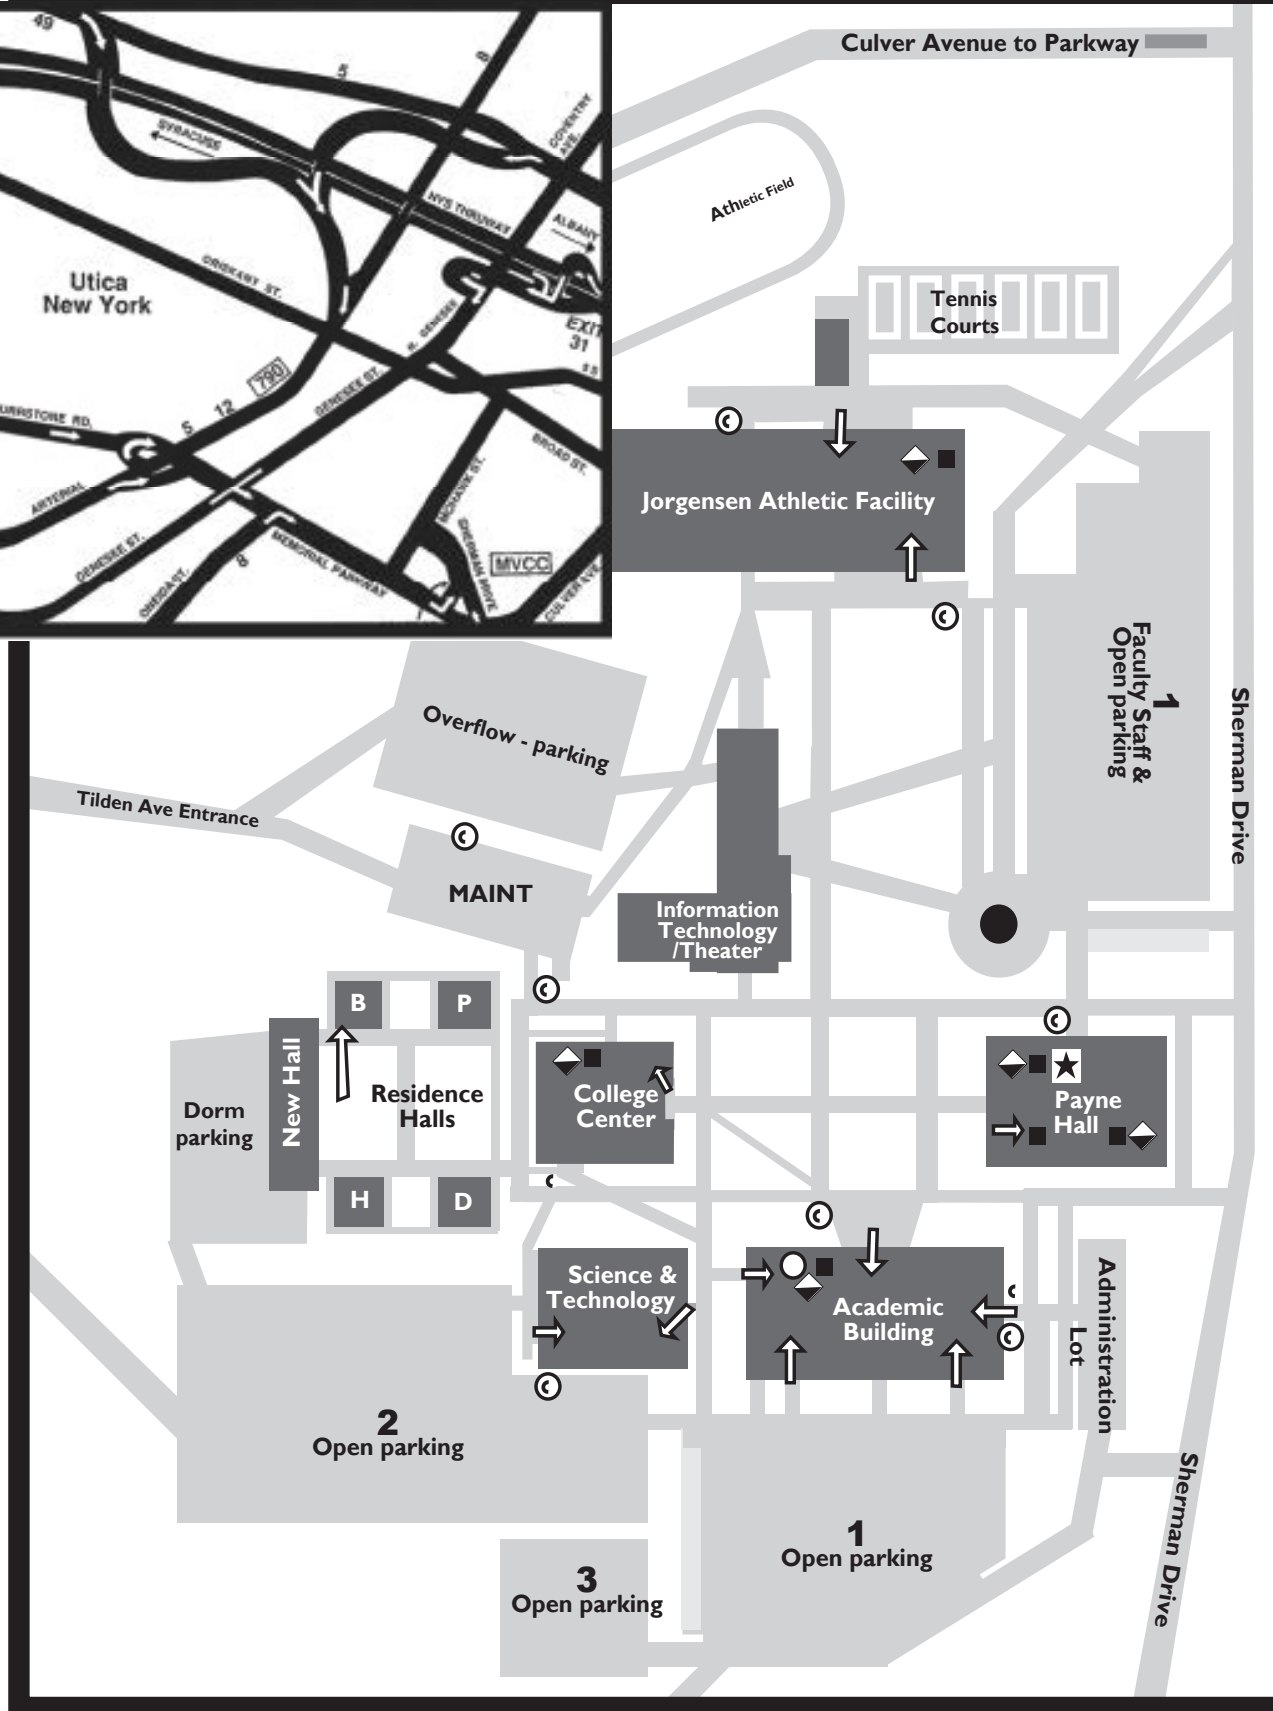 49
5
8
COVENTRY
AVE.
SYRACUSE
NYS THRUWAY
ALBANY
ORISKANY ST.
Utica
New York
N. GENESEE
EXIT
31
790
GENESEE ST.
5 12
BROAD ST.
ARTERIAL
MOHAWK ST.
SHERMAN DRIVE
MVCC
GENESEE ST.
8
MEMORIAL PARKWAY
ONEIDA ST.
CULVER AVE.
Culver Avenue to Parkway
Athletic Field
Tennis
Courts
Jorgensen Athletic Facility
1
Faculty Staff &
Open parking
Sherman Drive
Overflow - parking
Tilden Ave Entrance
MAINT
Information
Technology
/Theater
B
P
New Hall
Residence
Halls
Dorm
parking
H
D
College
Center
Payne
Hall
Science &
Technology
Academic
Building
Administration
Lot
2
Open parking
1
Open parking
3
Open parking
Sherman Drive